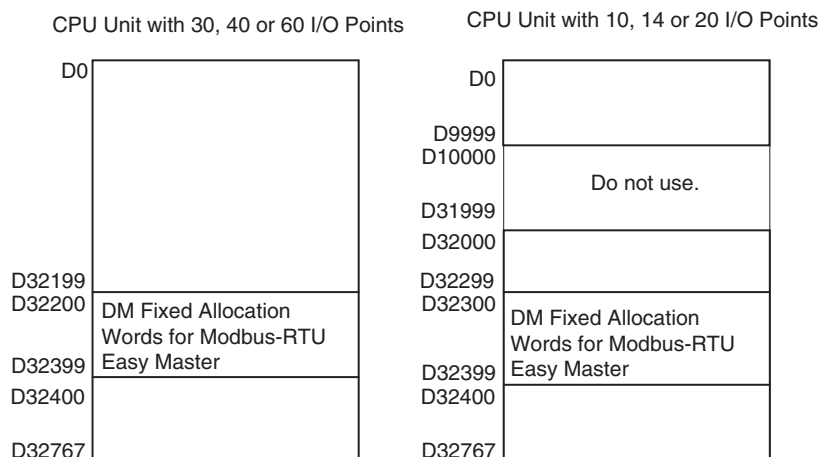 CPU Unit with 30, 40 or 60 I/O Points
D0
D32199
D32200
DM Fixed Allocation
Words for Modbus-RTU
Easy Master
D32399
D32400
D32767
CPU Unit with 10, 14 or 20 I/O Points
D0
D9999
D10000
Do not use.
D31999
D32000
D32299
D32300
DM Fixed Allocation
Words for Modbus-RTU
Easy Master
D32399
D32400
D32767